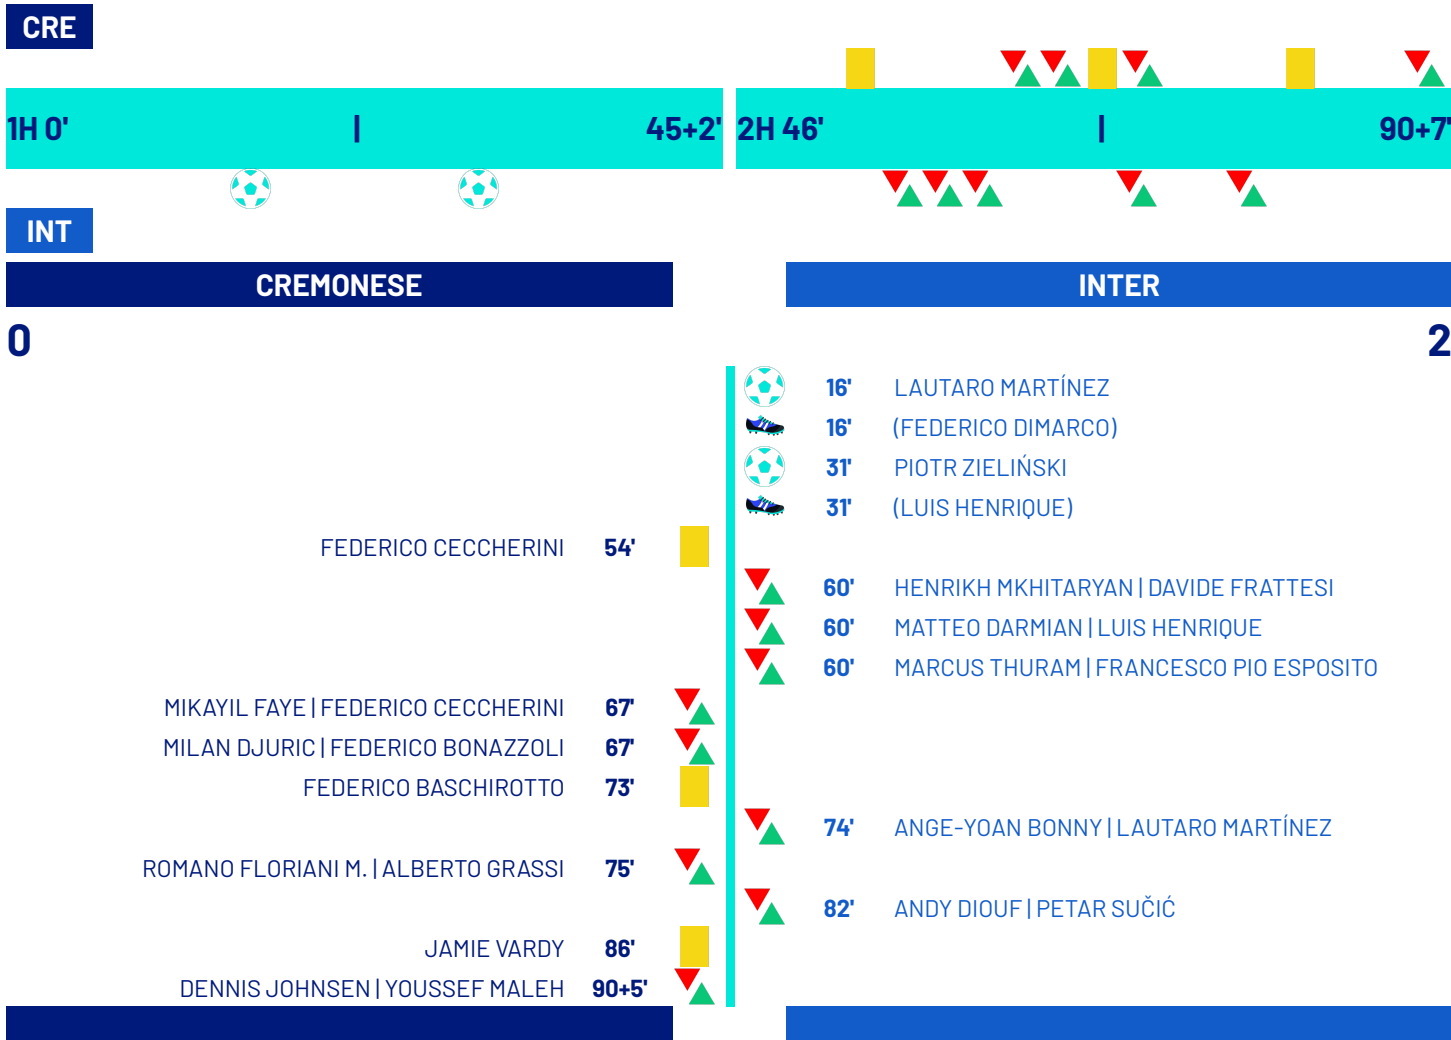 CRE
1H 0' | 45+2' 2H 46' | 90+7'
INT
CREMONESE INTER
0 2
16' LAUTARO MARTÍNEZ
16' (FEDERICO DIMARCO)
31' PIOTR ZIELIŃSKI
31' (LUIS HENRIQUE)
FEDERICO CECCHERINI 54'
60' HENRIKH MKHITARYAN | DAVIDE FRATTESI
60' MATTEO DARMIAN | LUIS HENRIQUE
60' MARCUS THURAM | FRANCESCO PIO ESPOSITO
MIKAYIL FAYE | FEDERICO CECCHERINI 67'
MILAN DJURIC | FEDERICO BONAZZOLI 67'
FEDERICO BASCHIROTTO 73'
74' ANGE-YOAN BONNY | LAUTARO MARTÍNEZ
ROMANO FLORIANI M. | ALBERTO GRASSI 75'
82' ANDY DIOUF | PETAR SUČIĆ
JAMIE VARDY 86'
DENNIS JOHNSEN | YOUSSEF MALEH 90+5'